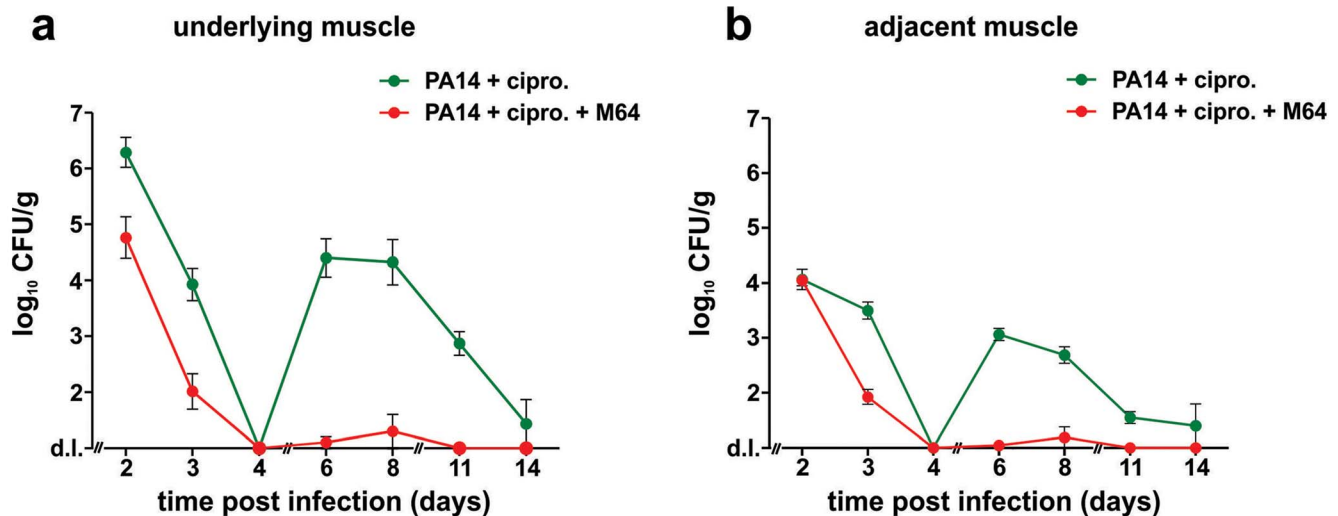 a underlying muscle
PA14 + cipro.
PA14 + cipro. + M64
7
6
5
4
3
2
d.l.
log₁₀ CFU/g
2 3 4 6 8 11 14
time post infection (days)
b adjacent muscle
PA14 + cipro.
PA14 + cipro. + M64
7
6
5
4
3
2
d.l.
log₁₀ CFU/g
2 3 4 6 8 11 14
time post infection (days)